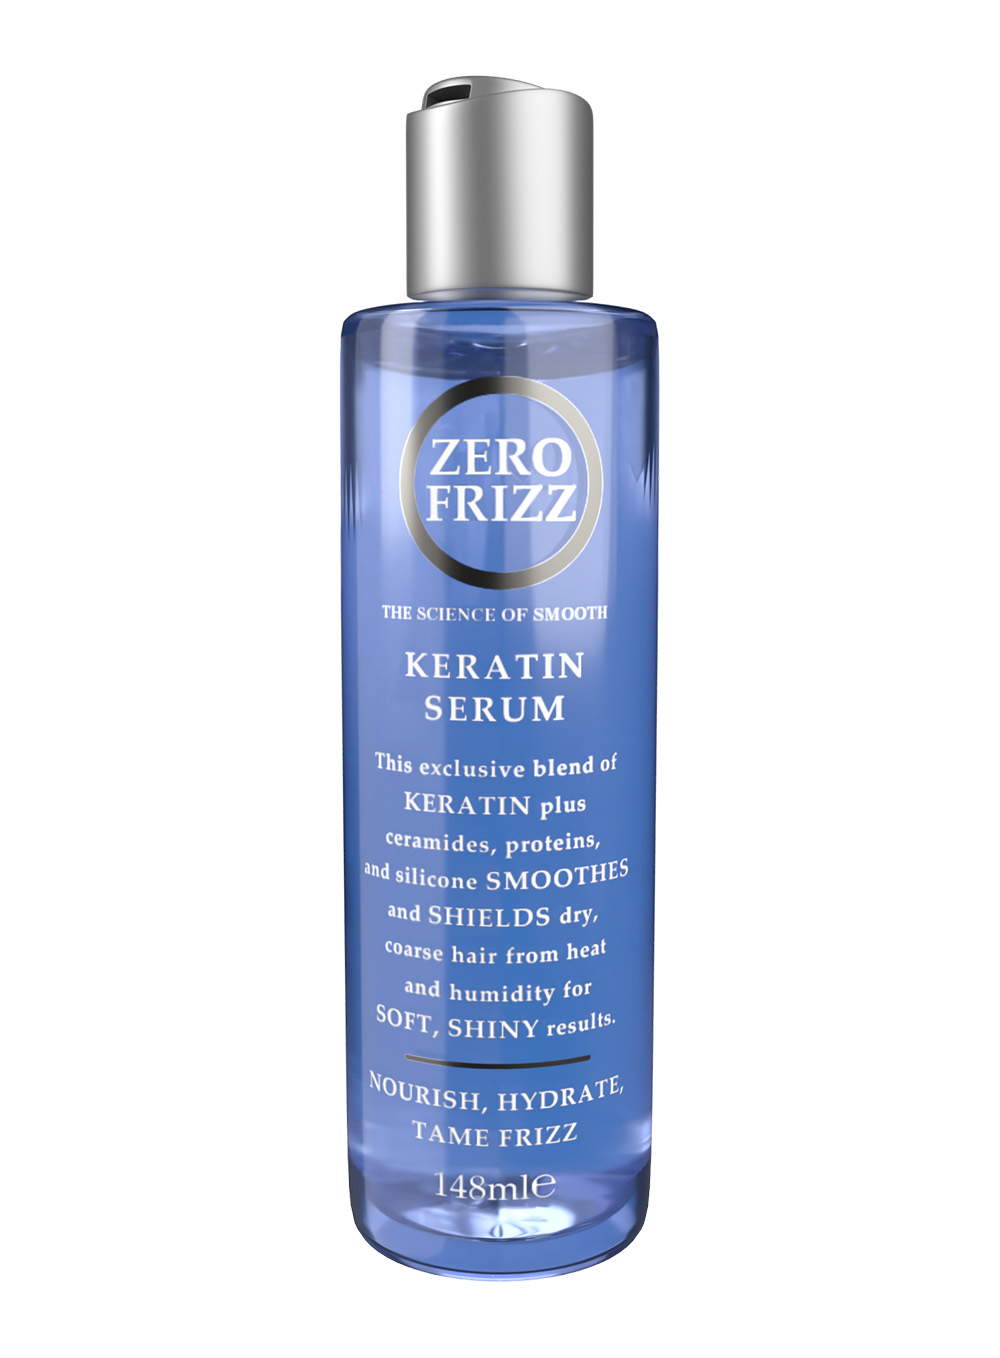 ZERO
FRIZZ
THE SCIENCE OF SMOOTH
KERATIN
SERUM
This exclusive blend of
KERATIN plus
ceramides, proteins,
and silicone SMOOTHES
and SHIELDS dry,
coarse hair from heat
and humidity for
SOFT, SHINY results.
NOURISH, HYDRATE,
TAME FRIZZ
148ml℮